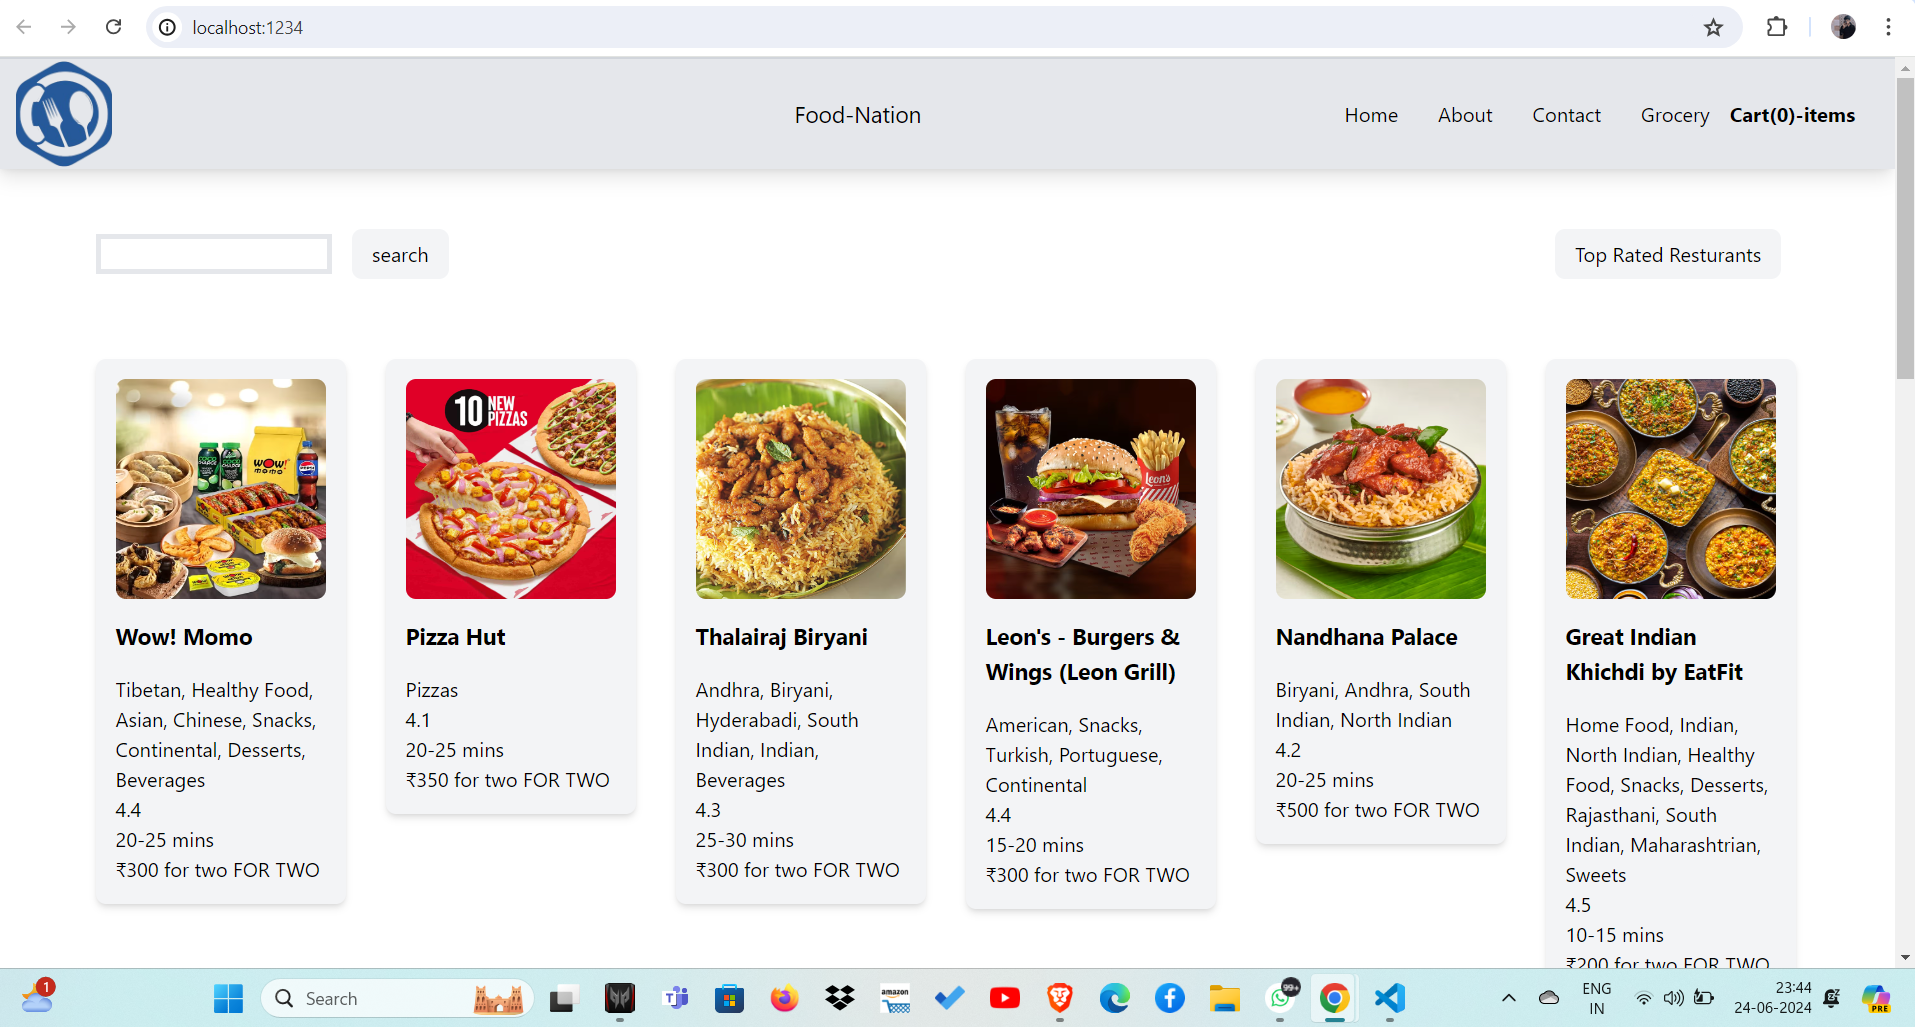 localhost:1234
Food-Nation
Home
About
Contact
Grocery
Cart(0)-items
search
Top Rated Resturants
WOW!
MOMO
Wow! Momo
Tibetan, Healthy Food,
Asian, Chinese, Snacks,
Continental, Desserts,
Beverages
4.4
20-25 mins
₹300 for two FOR TWO
10 NEW
PIZZAS
Pizza Hut
Pizzas
4.1
20-25 mins
₹350 for two FOR TWO
Thalairaj Biryani
Andhra, Biryani,
Hyderabadi, South
Indian, Indian,
Beverages
4.3
25-30 mins
₹300 for two FOR TWO
Leon's
Leon's - Burgers &
Wings (Leon Grill)
American, Snacks,
Turkish, Portuguese,
Continental
4.4
15-20 mins
₹300 for two FOR TWO
Nandhana Palace
Biryani, Andhra, South
Indian, North Indian
4.2
20-25 mins
₹500 for two FOR TWO
Great Indian
Khichdi by EatFit
Home Food, Indian,
North Indian, Healthy
Food, Snacks, Desserts,
Rajasthani, South
Indian, Maharashtrian,
Sweets
4.5
10-15 mins
₹200 for two FOR TWO
1
Search
amazon
99+
ENG
IN
23:44
24-06-2024
PRE